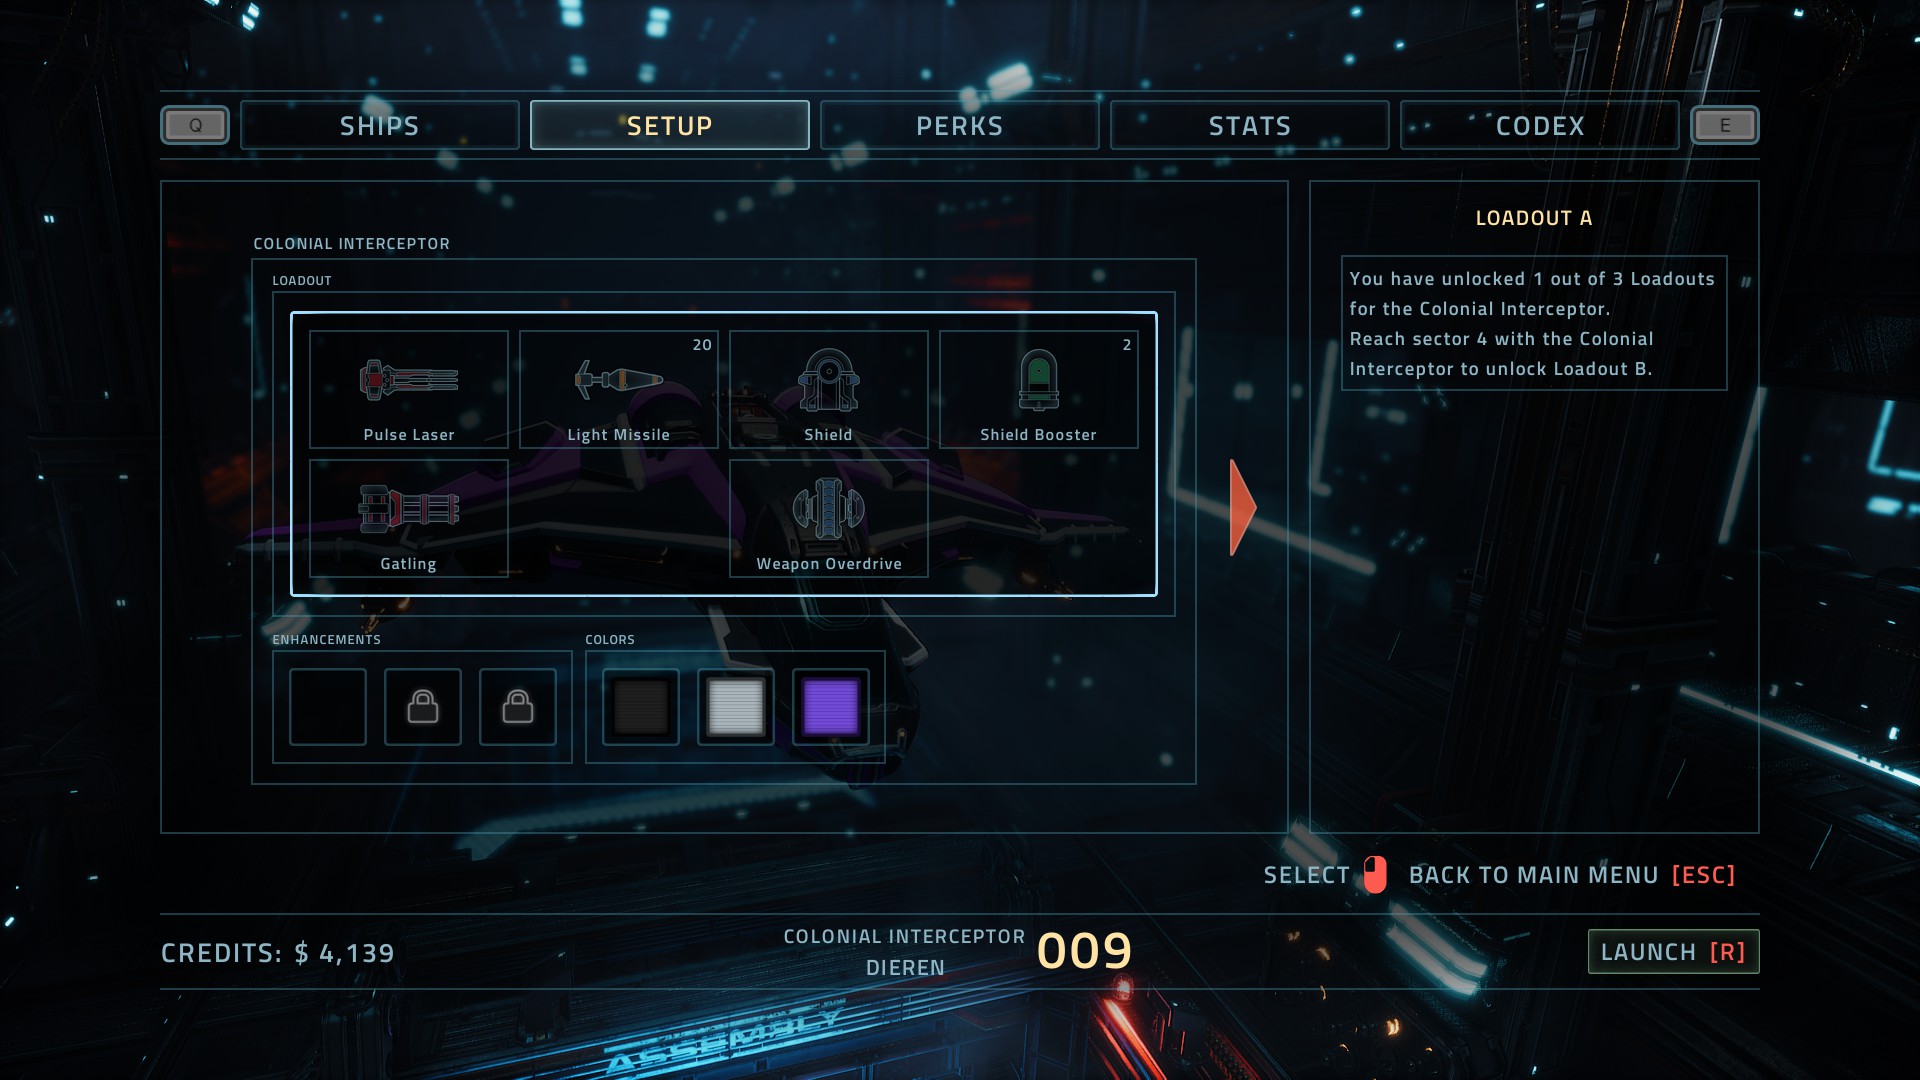 Q
SHIPS
SETUP
PERKS
STATS
CODEX
E
COLONIAL INTERCEPTOR
LOADOUT
Pulse Laser
20
Light Missile
Shield
2
Shield Booster
Gatling
Weapon Overdrive
ENHANCEMENTS
COLORS
LOADOUT A
You have unlocked 1 out of 3 Loadouts
for the Colonial Interceptor.
Reach sector 4 with the Colonial
Interceptor to unlock Loadout B.
SELECT
BACK TO MAIN MENU [ESC]
CREDITS: $ 4,139
COLONIAL INTERCEPTOR
DIEREN
009
LAUNCH [R]
ASSEMBLY